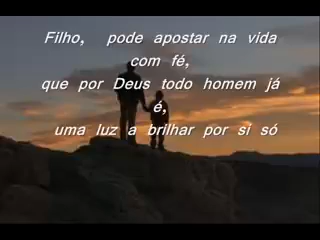 Filho, pode apostar na vida
com fé,
que por Deus todo homem já
é,
uma luz a brilhar por si só